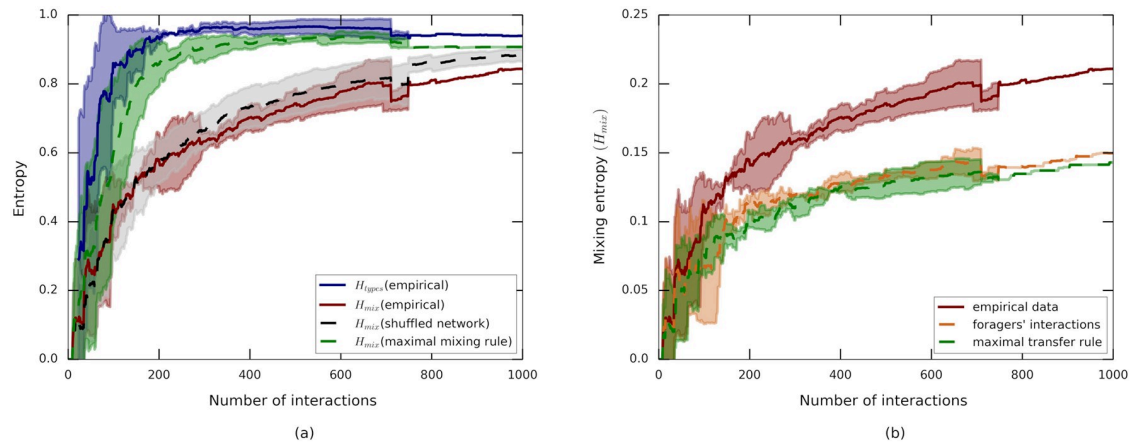 1.0
0.8
0.6
0.4
0.2
0.0
Entropy
0 200 400 600 800 1000
Number of interactions
H_types(empirical)
H_mix(empirical)
H_mix(shuffled network)
H_mix(maximal mixing rule)
(a)
0.25
0.20
0.15
0.10
0.05
0.00
Mixing entropy (H_mix)
0 200 400 600 800 1000
Number of interactions
empirical data
foragers' interactions
maximal transfer rule
(b)